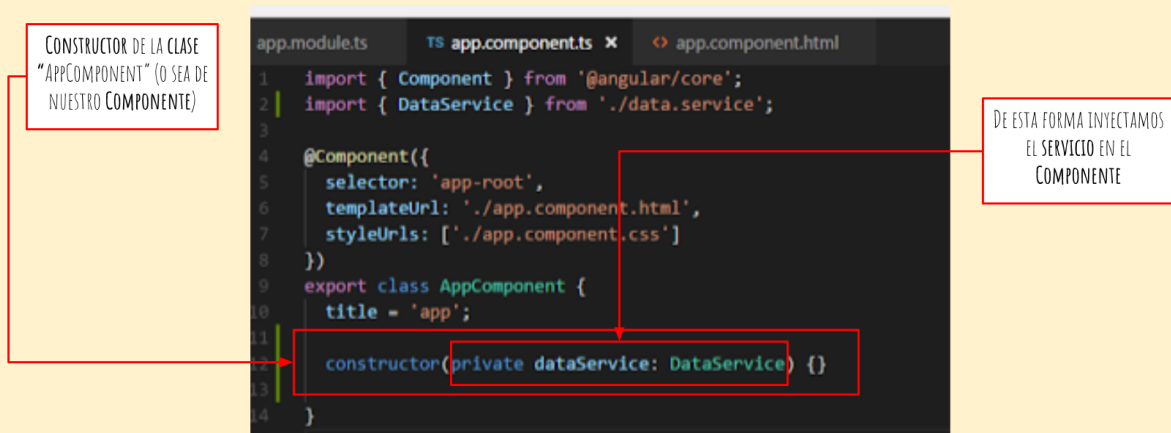 CONSTRUCTOR DE LA CLASE
"APPCOMPONENT" (O SEA DE
NUESTRO COMPONENTE)
app.module.ts TS app.component.ts × <> app.component.html
1 import { Component } from '@angular/core';
2 import { DataService } from './data.service';
3
4 @Component({
5 selector: 'app-root',
6 templateUrl: './app.component.html',
7 styleUrls: ['./app.component.css']
8 })
9 export class AppComponent {
10 title = 'app';
11
12 constructor(private dataService: DataService) {}
13
14 }
DE ESTA FORMA INYECTAMOS
EL SERVICIO EN EL
COMPONENTE